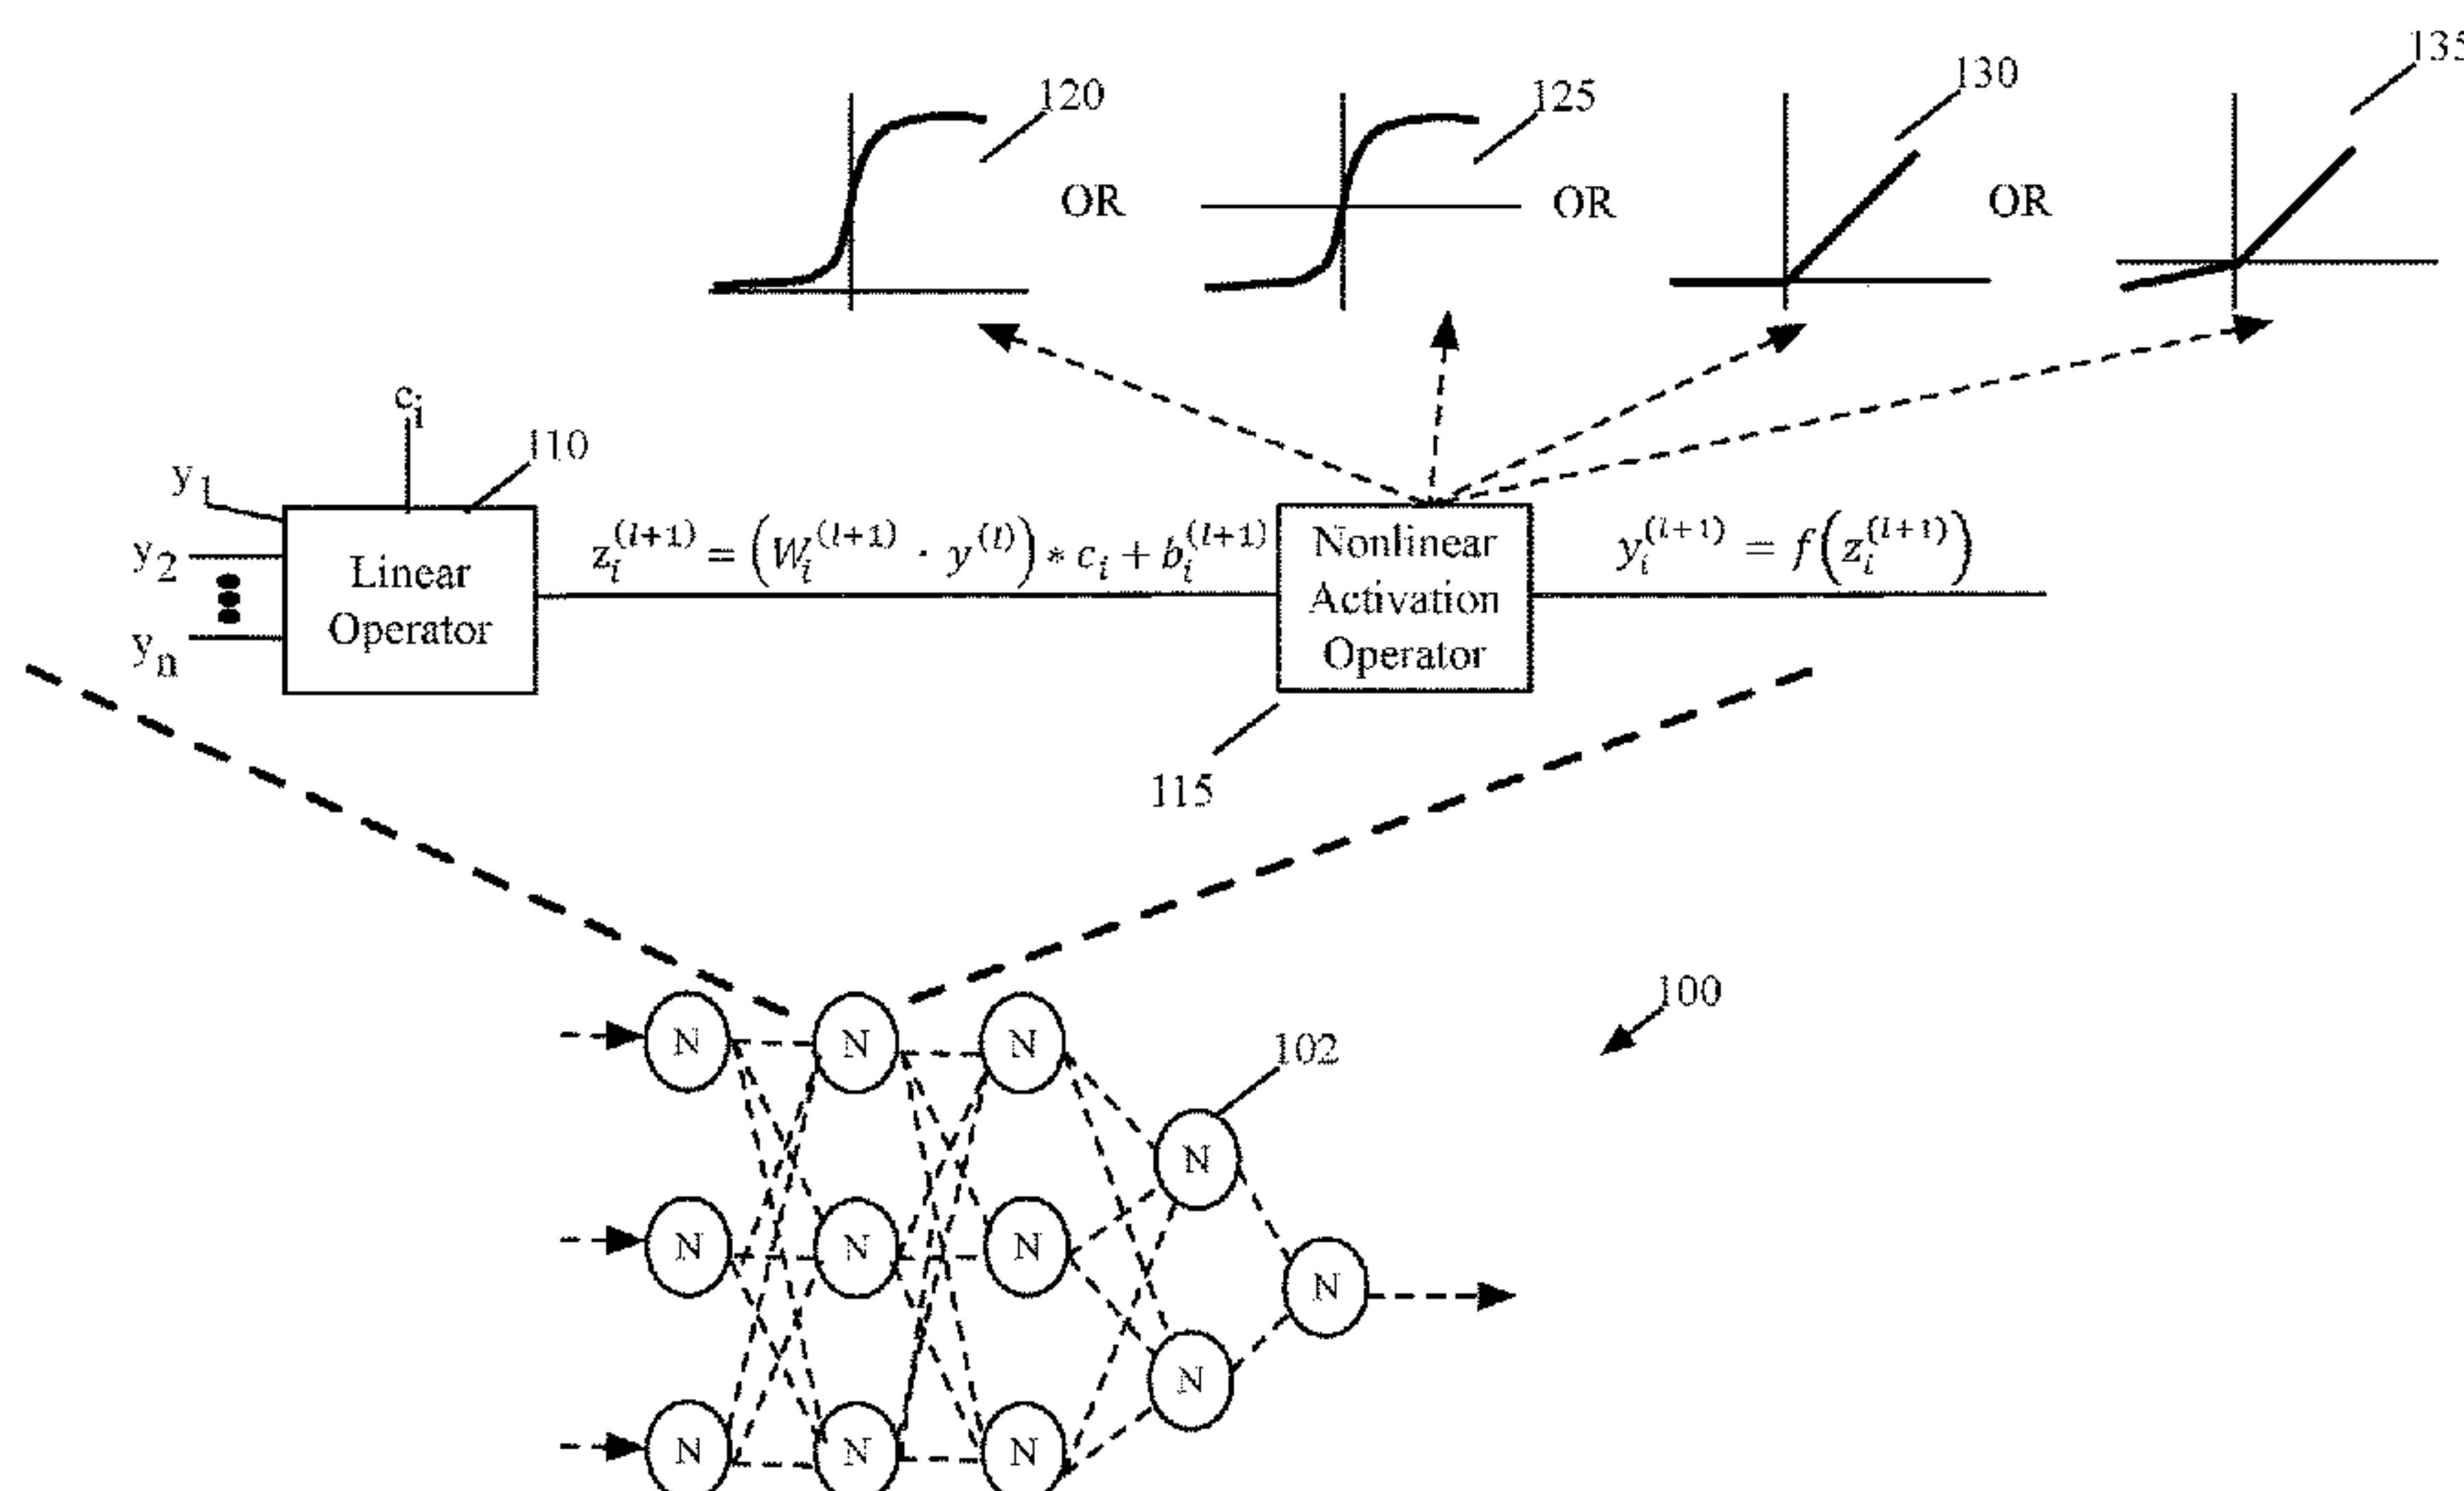 135
130
120
125
OR
OR
OR
c_i
110
y_1
y_2
y_n
Linear
Operator
z_i^{(l+1)} = (W_i^{(l+1)} · y^{(l)}) * c_i + b_i^{(l+1)}
Nonlinear
Activation
Operator
y_i^{(l+1)} = f(z_i^{(l+1)})
115
100
102
N
N
N
N
N
N
N
N
N
N
N
N